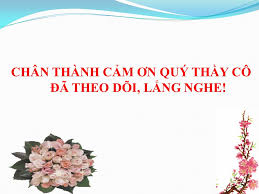 CHÂN THÀNH CẢM ƠN QUÝ THẦY CÔ
ĐÃ THEO DÕI, LẮNG NGHE!